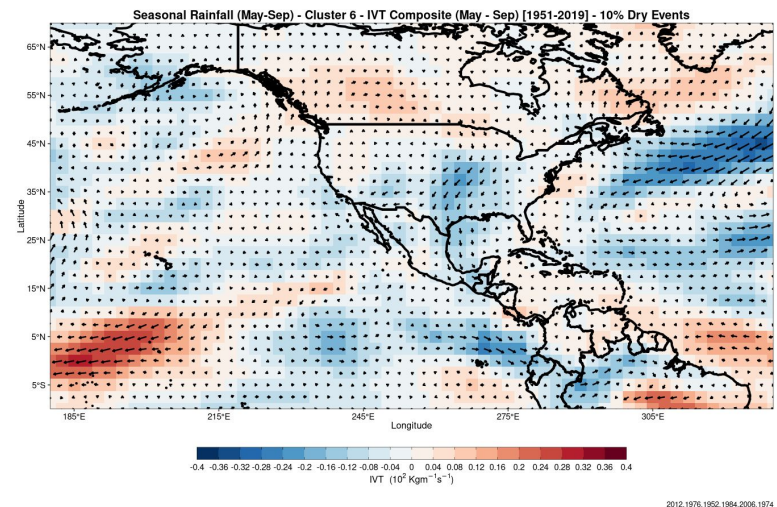 Seasonal Rainfall (May-Sep) - Cluster 6 - IVT Composite (May - Sep) [1951-2019] - 10% Dry Events
65°N
55°N
45°N
35°N
25°N
15°N
5°N
5°S
Latitude
185°E 215°E 245°E 275°E 305°E
Longitude
-0.4 -0.36 -0.32 -0.28 -0.24 -0.2 -0.16 -0.12 -0.08 -0.04 0 0.04 0.08 0.12 0.16 0.2 0.24 0.28 0.32 0.36 0.4
IVT (10² Kgm⁻¹s⁻¹)
2012.1976.1952.1984.2006.1974